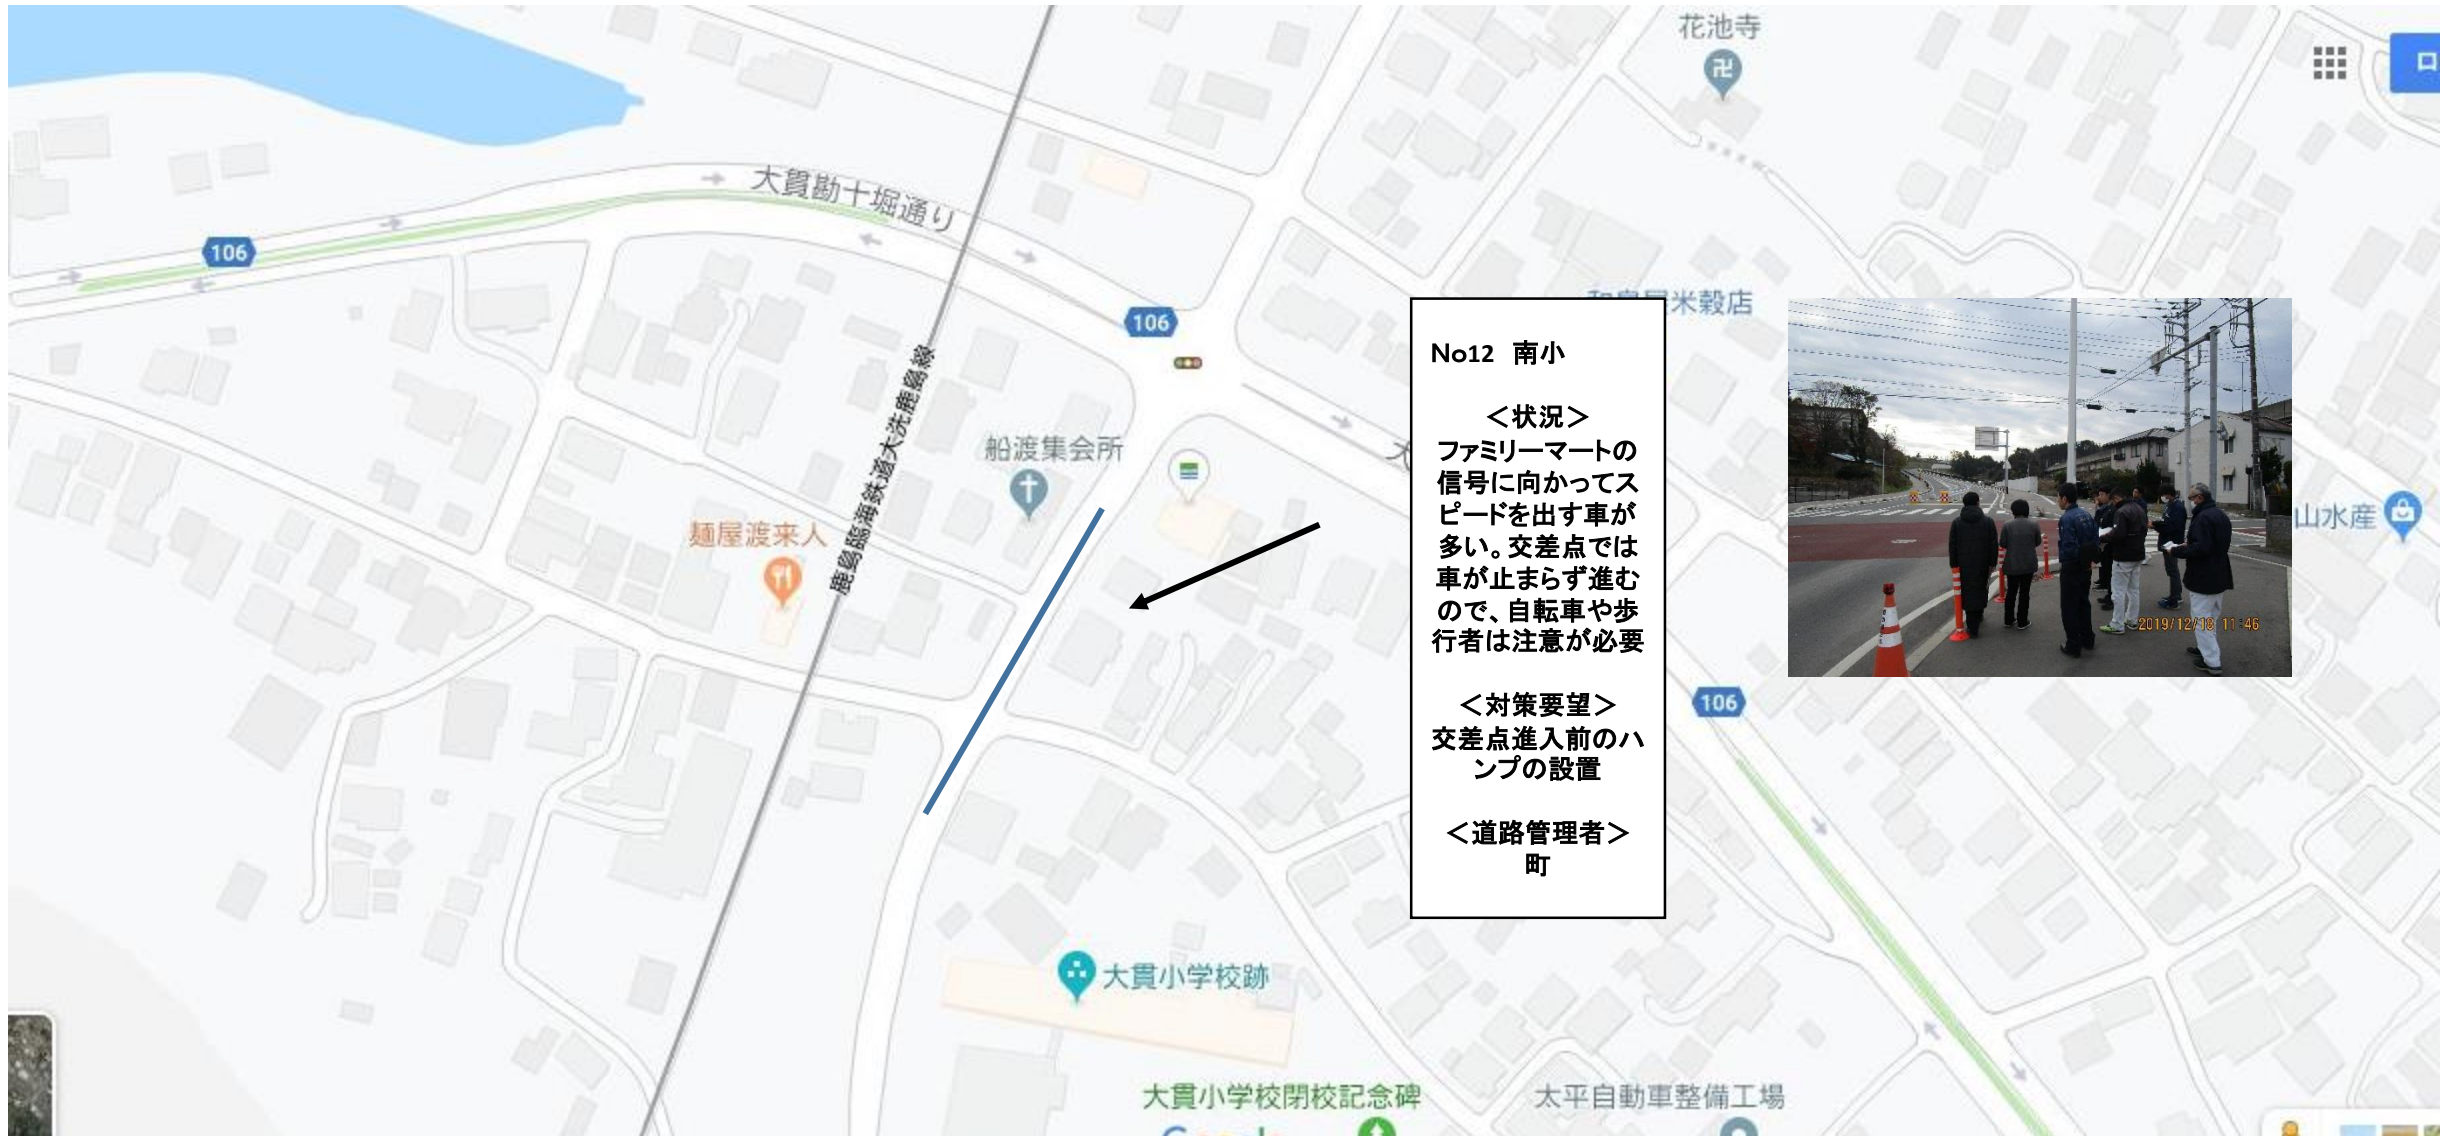 花池寺
大貫勘十堀通り
106
106
米穀店
No12 南小
＜状況＞
ファミリーマートの
信号に向かってス
ピードを出す車が
多い。交差点では
車が止まらず進む
ので、自転車や歩
行者は注意が必要
＜対策要望＞
交差点進入前のハ
ンプの設置
＜道路管理者＞
町
鹿島臨海鉄道大洗鹿島線
船渡集会所
麺屋渡来人
山水産
2019/12/18 11:46
106
大貫小学校跡
大貫小学校閉校記念碑
太平自動車整備工場